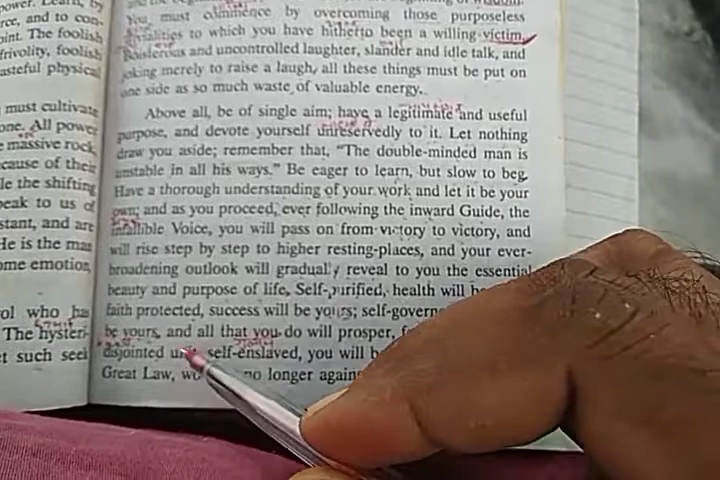 power. Learn, by
re, and to con-
oint. The foolish
frivolity, foolish
asteful physical
must cultivate
one. All power
e massive rock,
cause of their
le the shifting
peak to us of
stant, and are
He is the mas
ome emotion,
ol who has
The hysteri-
et such seek
You must commence by overcoming those purposeless
to which you have hitherto been a willing victim.
Boisterous and uncontrolled laughter, slander and idle talk, and
joking merely to raise a laugh, all these things must be put on
one side as so much waste of valuable energy.
Above all, be of single aim; have a legitimate and useful
purpose, and devote yourself unreservedly to it. Let nothing
draw you aside; remember that, “The double-minded man is
unstable in all his ways.” Be eager to learn, but slow to beg.
Have a thorough understanding of your work and let it be your
own; and as you proceed, ever following the inward Guide, the
infallible Voice, you will pass on from victory to victory, and
will rise step by step to higher resting-places, and your ever-
broadening outlook will gradually reveal to you the essential
beauty and purpose of life. Self-purified, health will be
faith protected, success will be yours; self-governe
be yours, and all that you do will prosper, f
disjointed self-enslaved, you will b
Great Law, wo no longer agains